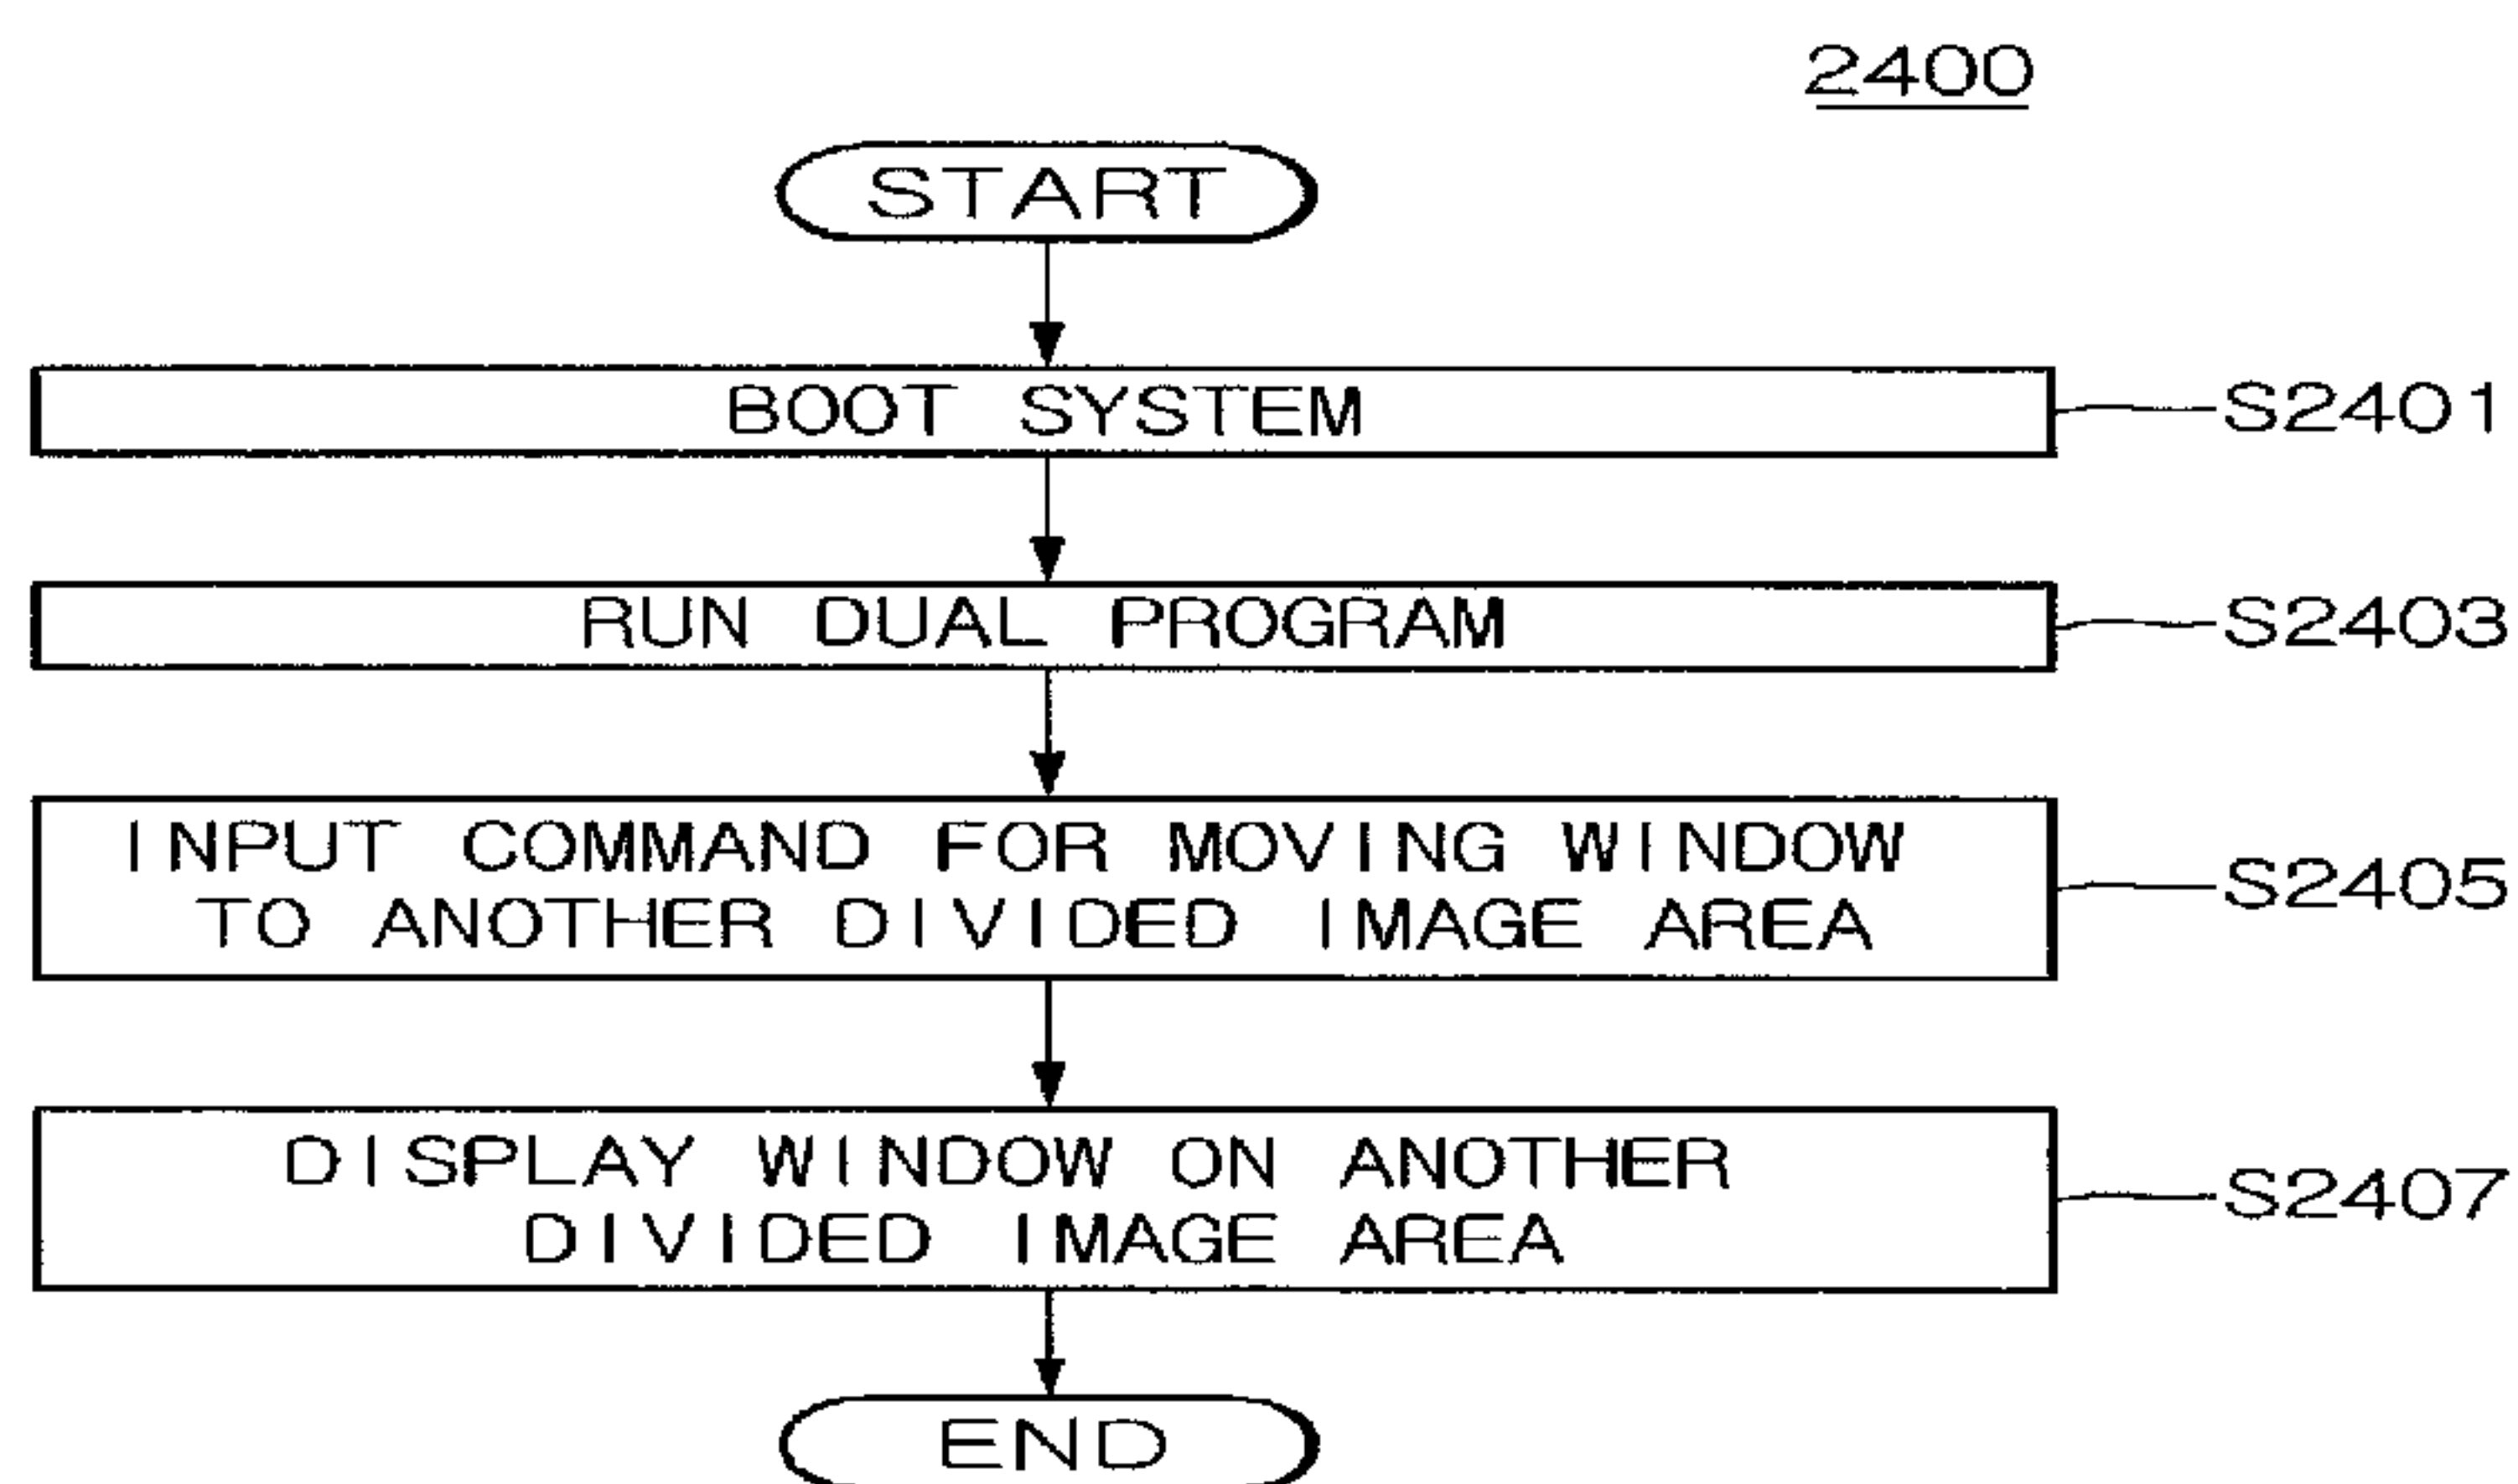 2400
START
BOOT SYSTEM
S2401
RUN DUAL PROGRAM
S2403
INPUT COMMAND FOR MOVING WINDOW
TO ANOTHER DIVIDED IMAGE AREA
S2405
DISPLAY WINDOW ON ANOTHER
DIVIDED IMAGE AREA
S2407
END